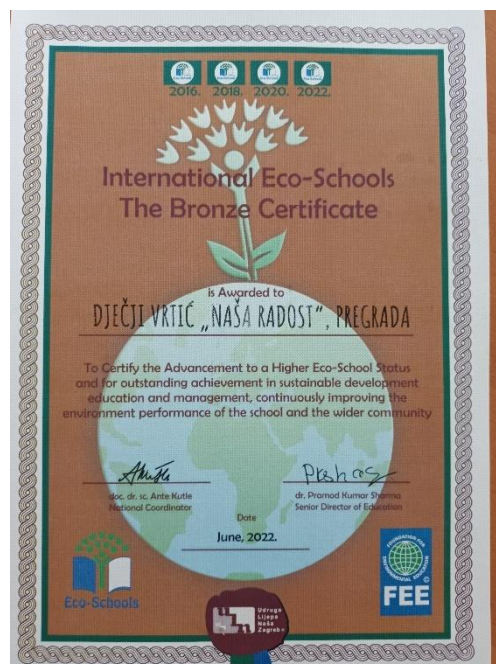 2016. 2018. 2020. 2022.
International Eco-Schools
The Bronze Certificate
is Awarded to
DJEČJI VRTIĆ „NAŠA RADOST“, PREGRADA
To Certify the Advancement to a Higher Eco-School Status
and for outstanding achievement in sustainable development
education and management, continuously improving the
environment performance of the school and the wider community
doc. dr. sc. Ante Kutle
National Coordinator
dr. Pramod Kumar Sharma
Senior Director of Education
Date
June, 2022.
Eco-Schools
FOUNDATION FOR ENVIRONMENTAL EDUCATION
FEE
Udruga
Lijepa
Naša
Zagreb